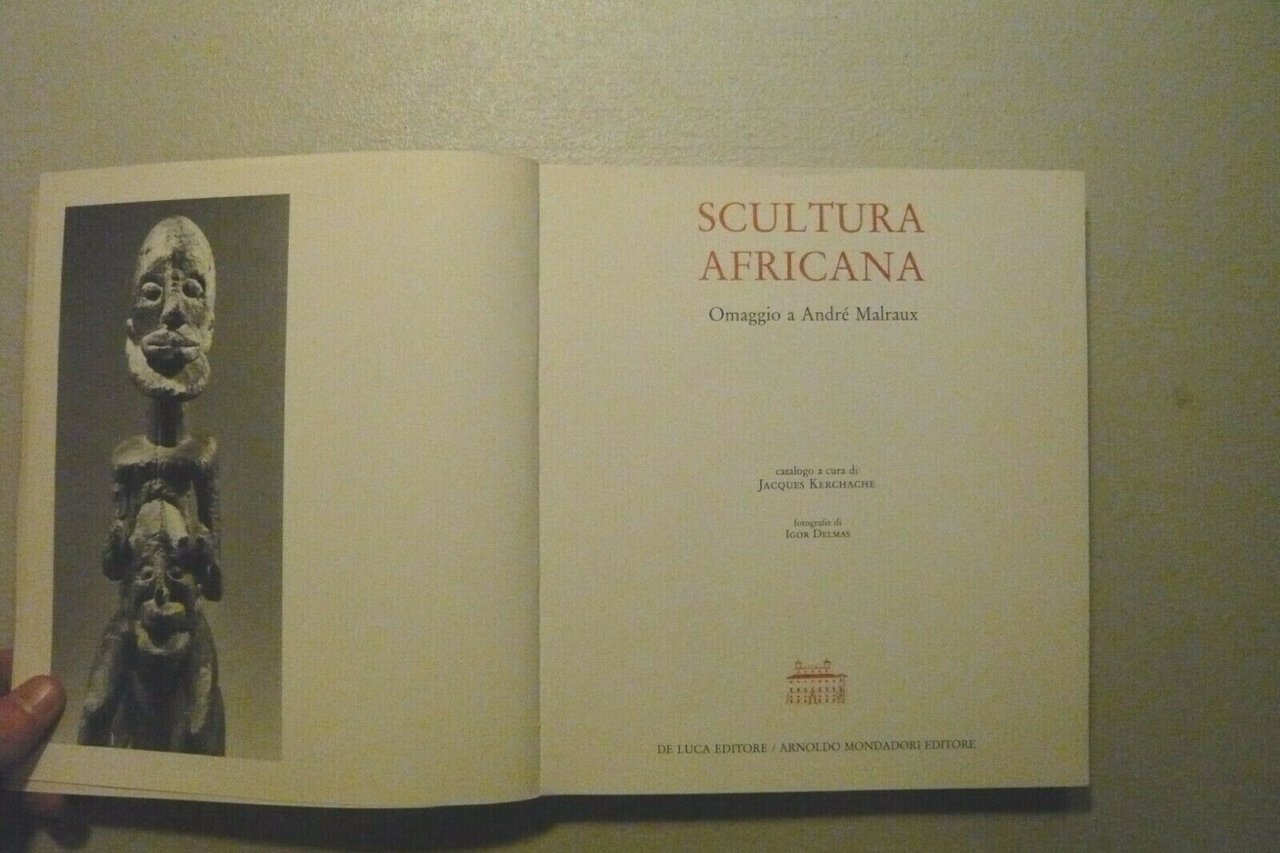 SCULTURA
AFRICANA
Omaggio a André Malraux
catalogo a cura di
JACQUES KERCHACHE
fotografie di
IGOR DELMAS
DE LUCA EDITORE / ARNOLDO MONDADORI EDITORE